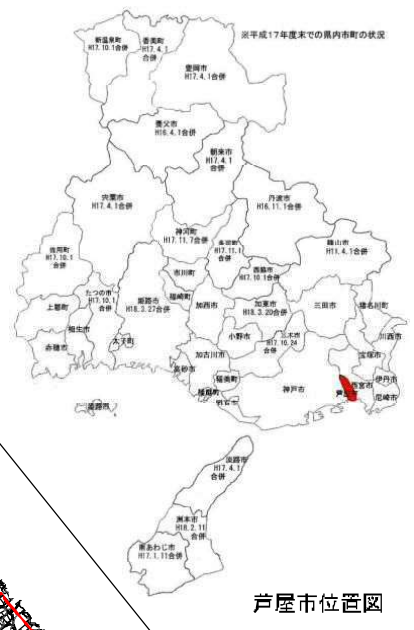 ※平成17年度末での県内市町の状況
新温泉町
H17.10.1合併
香美町
H17.4.1
合併
豊岡市
H17.4.1合併
養父市
H16.4.1合併
朝来市
H17.4.1
合併
宍粟市
H17.4.1合併
丹波市
H16.11.1合併
神河町
H17.11.7合併
多可町
H17.11.1
合併
篠山市
H11.4.1合併
佐用町
H17.10.1
合併
西脇市
H17.10.1合併
市川町
たつの市
H17.10.1
合併
姫路市
H18.3.27合併
福崎町
加西市
加東市
H18.3.20合併
三田市
猪名川町
上郡町
相生市
川西市
赤穂市
太子町
小野市
三木市
H17.10.24
合併
宝塚市
加古川市
高砂市
稲美町
神戸市
西宮市
伊丹市
芦屋市
尼崎市
播磨町
明石市
姫路市
淡路市
H17.4.1
合併
洲本市
H18.2.11
合併
南あわじ市
H17.1.11合併
芦屋市位置図